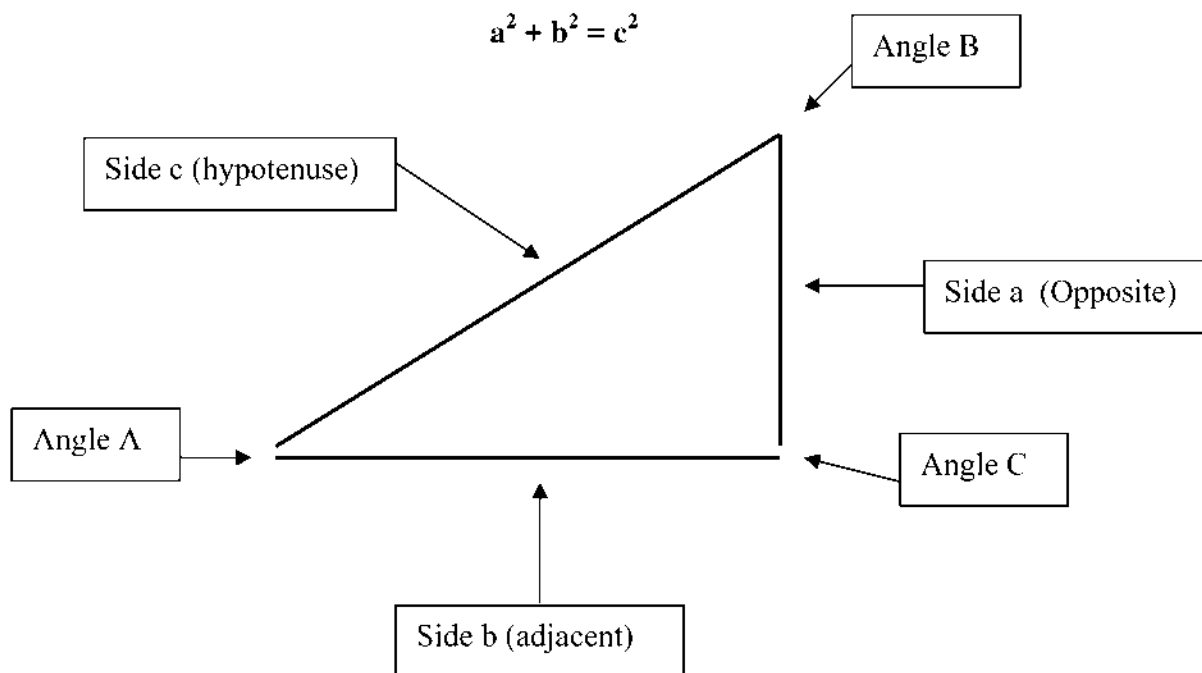 a² + b² = c²
Angle B
Side c (hypotenuse)
Side a (Opposite)
Angle A
Angle C
Side b (adjacent)